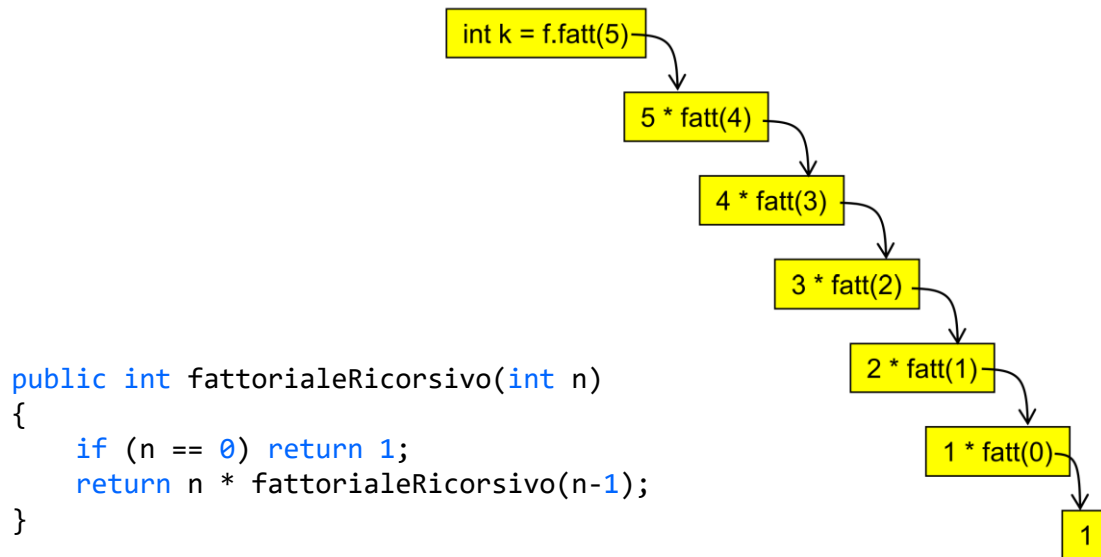 int k = f.fatt(5)
5 * fatt(4)
4 * fatt(3)
3 * fatt(2)
2 * fatt(1)
1 * fatt(0)
1
public int fattorialeRicorsivo(int n)
{
    if (n == 0) return 1;
    return n * fattorialeRicorsivo(n-1);
}